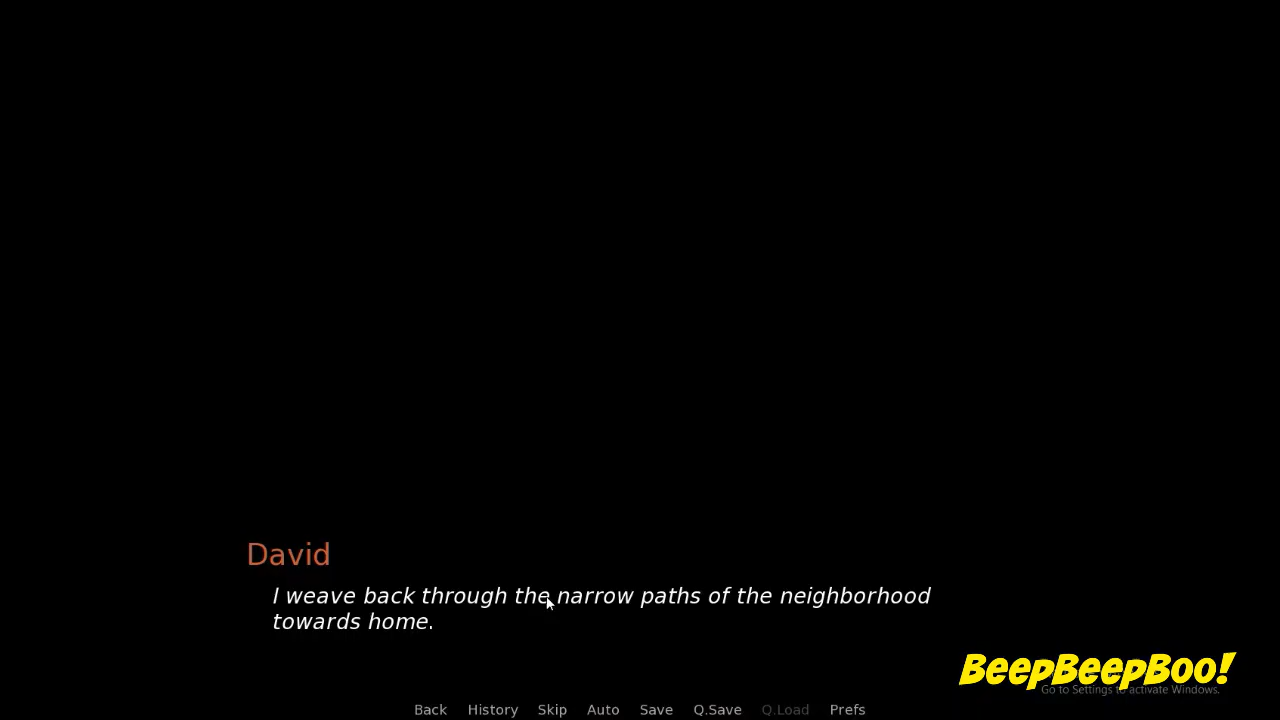 David
I weave back through the narrow paths of the neighborhood
towards home.
BeepBeepBoo!
Go to Settings to activate Windows.
Back History Skip Auto Save Q.Save Q.Load Prefs